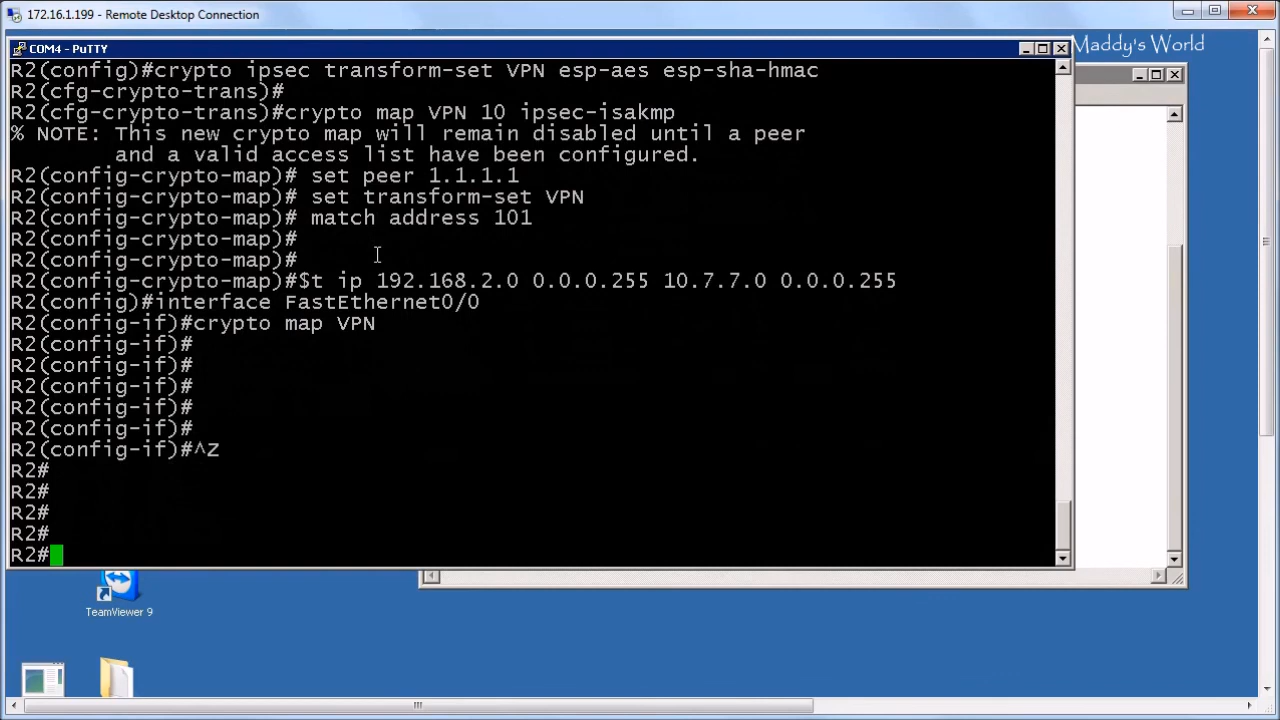 172.16.1.199 - Remote Desktop Connection
Maddy's World
COM4 - PuTTY
R2(config)#crypto ipsec transform-set VPN esp-aes esp-sha-hmac
R2(cfg-crypto-trans)#
R2(cfg-crypto-trans)#crypto map VPN 10 ipsec-isakmp
% NOTE: This new crypto map will remain disabled until a peer
and a valid access list have been configured.
R2(config-crypto-map)# set peer 1.1.1.1
R2(config-crypto-map)# set transform-set VPN
R2(config-crypto-map)# match address 101
R2(config-crypto-map)#
R2(config-crypto-map)#
R2(config-crypto-map)#$t ip 192.168.2.0 0.0.0.255 10.7.7.0 0.0.0.255
R2(config)#interface FastEthernet0/0
R2(config-if)#crypto map VPN
R2(config-if)#
R2(config-if)#
R2(config-if)#
R2(config-if)#
R2(config-if)#
R2(config-if)#^Z
R2#
R2#
R2#
R2#
R2#
TeamViewer 9